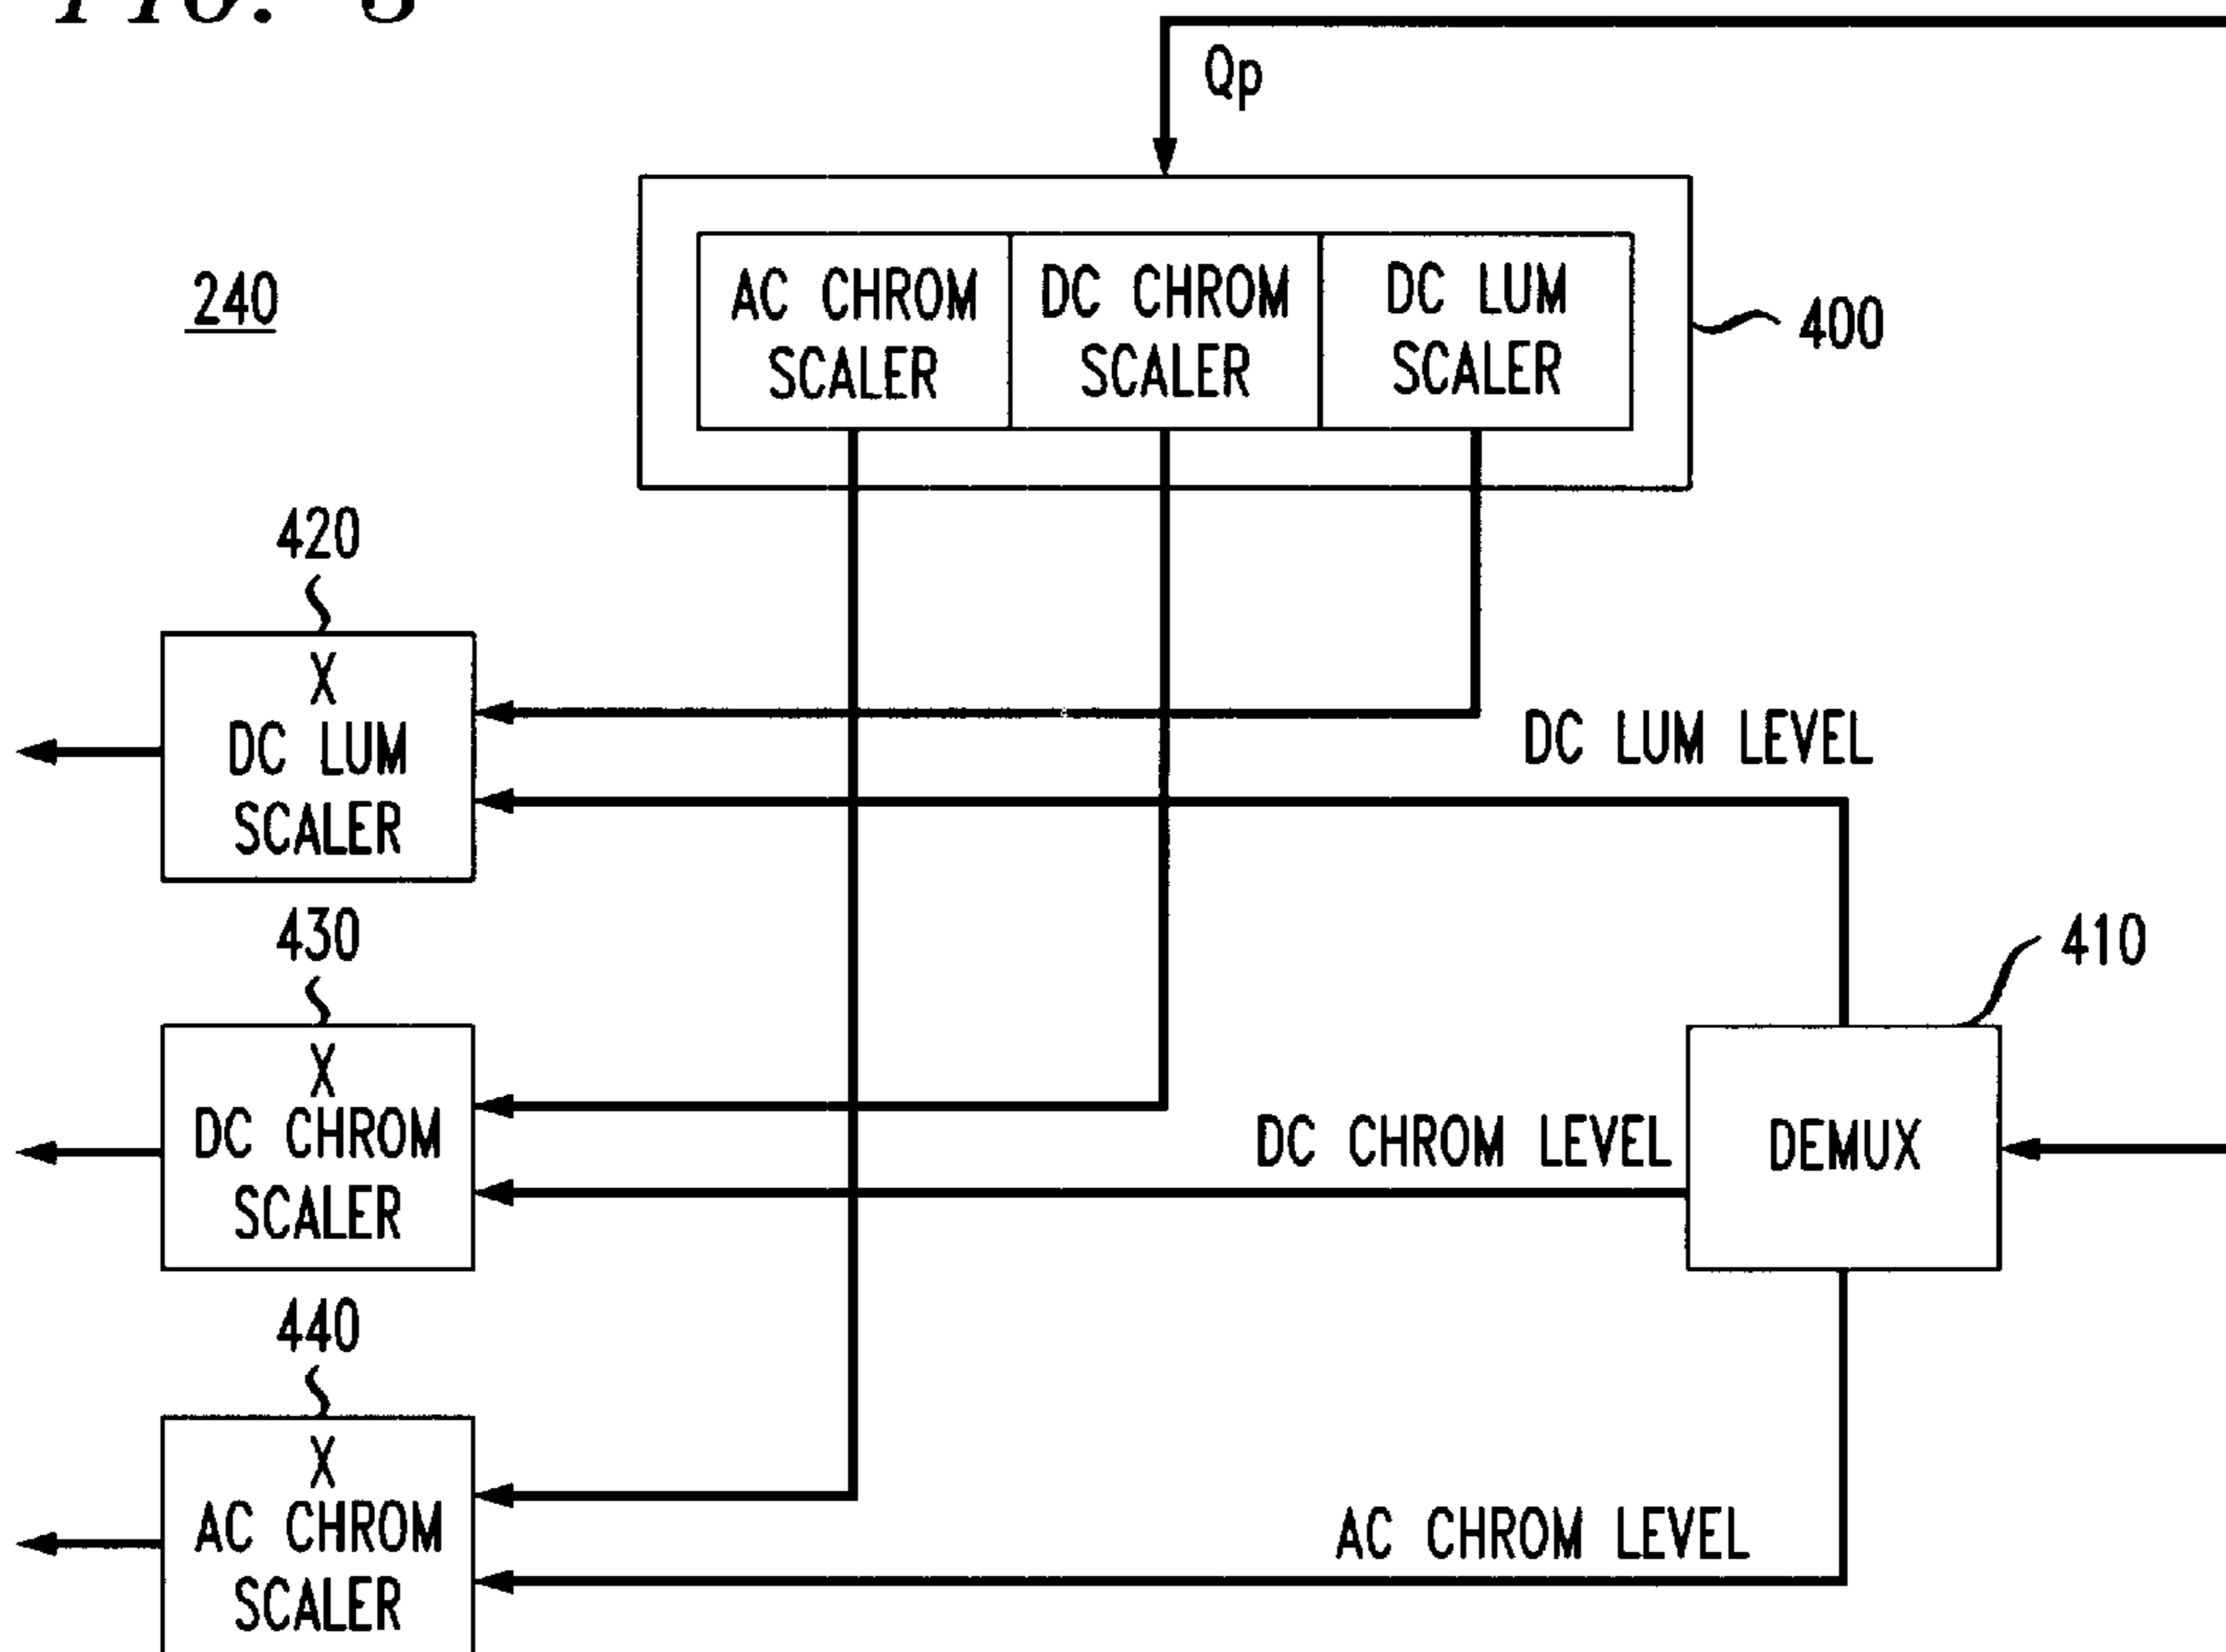 FIG.
Qp
240
AC CHROM
SCALER
DC CHROM
SCALER
DC LUM
SCALER
400
420
X
DC LUM
SCALER
DC LUM LEVEL
430
X
DC CHROM
SCALER
DC CHROM LEVEL
410
DEMUX
440
X
AC CHROM
SCALER
AC CHROM LEVEL